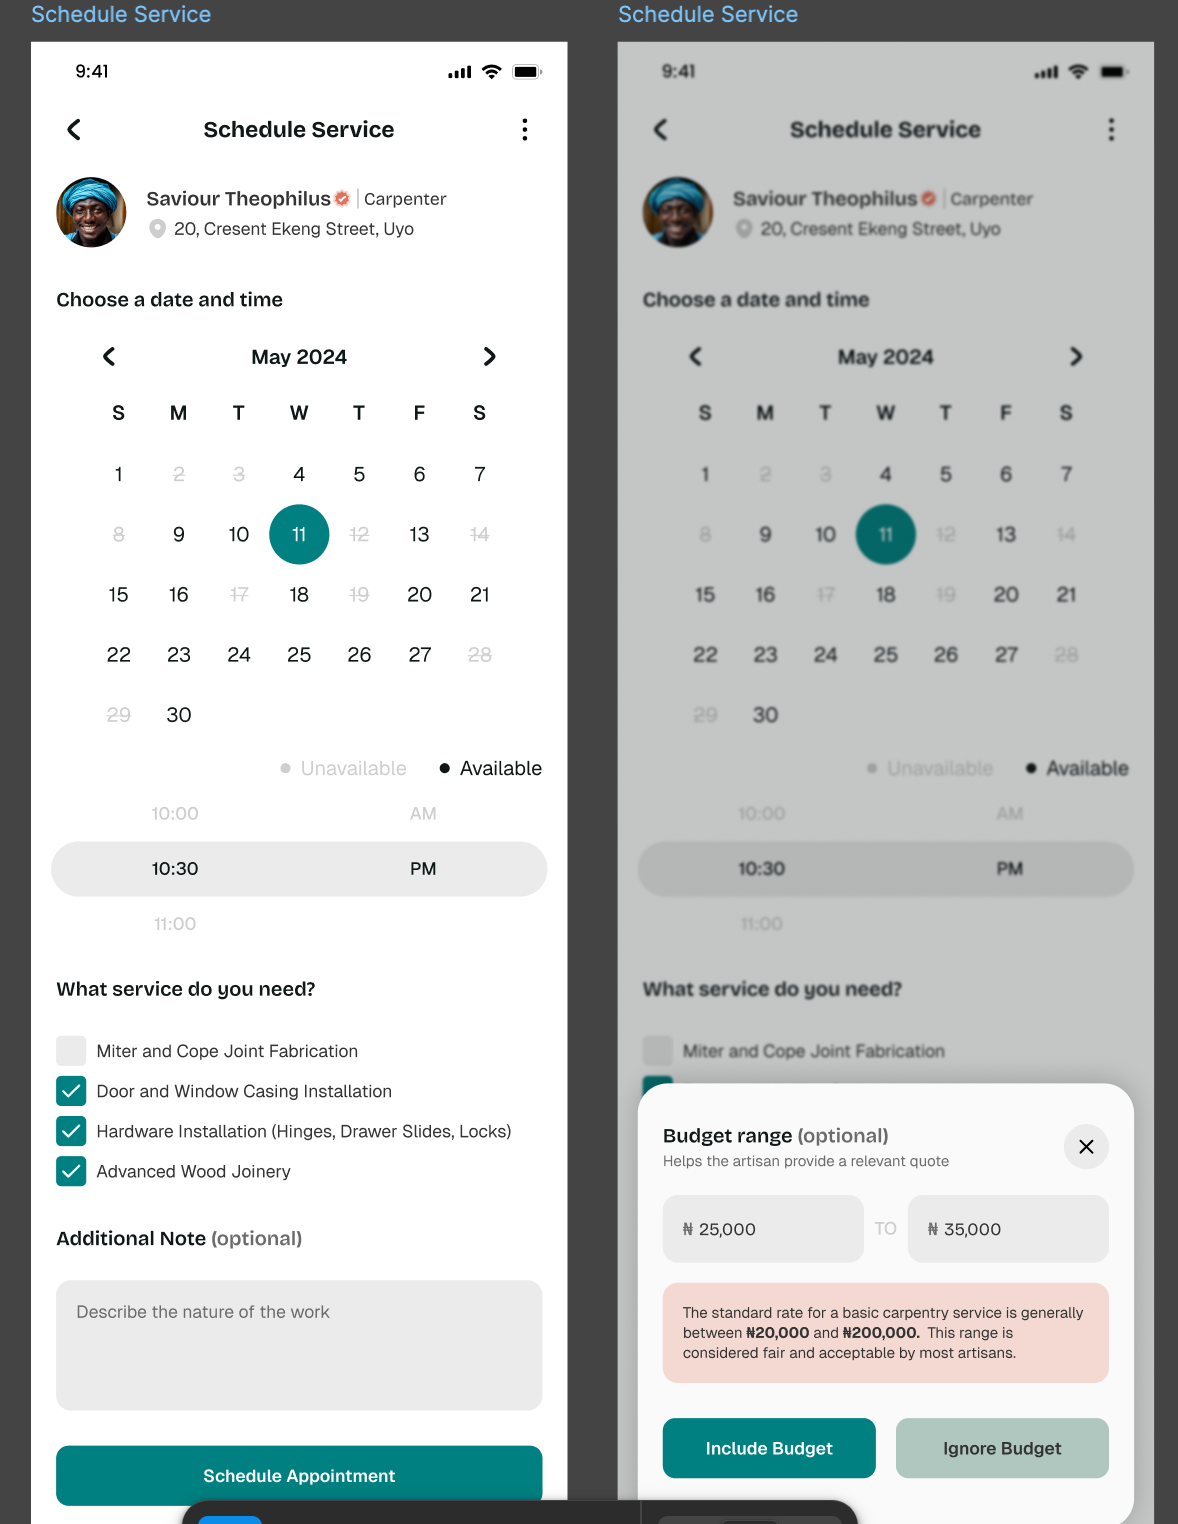 Schedule Service
9:41
Schedule Service
Saviour Theophilus | Carpenter
20, Cresent Ekeng Street, Uyo
Choose a date and time
May 2024
S M T W T F S
1 2 3 4 5 6 7
8 9 10 11 12 13 14
15 16 17 18 19 20 21
22 23 24 25 26 27 28
29 30
Unavailable Available
10:00 AM
10:30 PM
11:00
What service do you need?
Miter and Cope Joint Fabrication
Door and Window Casing Installation
Hardware Installation (Hinges, Drawer Slides, Locks)
Advanced Wood Joinery
Additional Note (optional)
Describe the nature of the work
Schedule Appointment
Schedule Service
9:41
Schedule Service
Saviour Theophilus | Carpenter
20, Cresent Ekeng Street, Uyo
Choose a date and time
May 2024
S M T W T F S
1 2 3 4 5 6 7
8 9 10 11 12 13 14
15 16 17 18 19 20 21
22 23 24 25 26 27 28
29 30
Unavailable Available
10:00 AM
10:30 PM
11:00
What service do you need?
Miter and Cope Joint Fabrication
Budget range (optional)
Helps the artisan provide a relevant quote
₦ 25,000 TO ₦ 35,000
The standard rate for a basic carpentry service is generally
between ₦20,000 and ₦200,000. This range is
considered fair and acceptable by most artisans.
Include Budget Ignore Budget